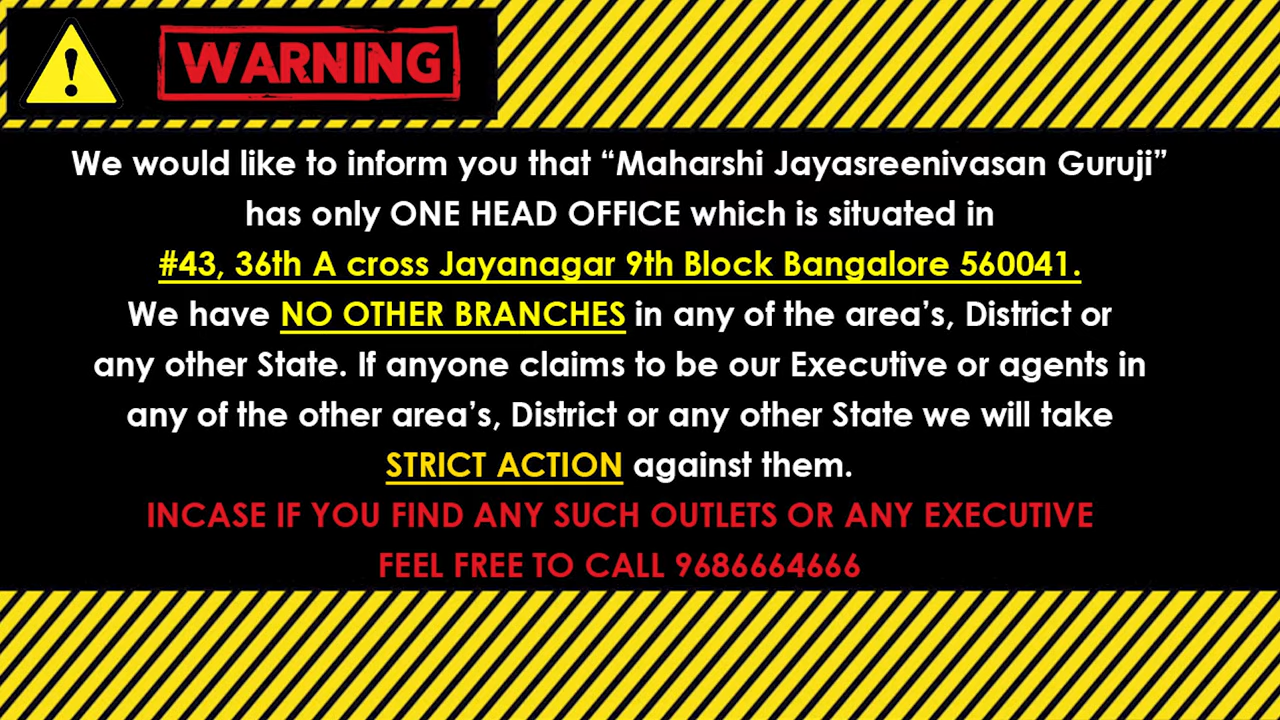 WARNING
We would like to inform you that “Maharshi Jayasreenivasan Guruji”
has only ONE HEAD OFFICE which is situated in
#43, 36th A cross Jayanagar 9th Block Bangalore 560041.
We have NO OTHER BRANCHES in any of the area’s, District or
any other State. If anyone claims to be our Executive or agents in
any of the other area’s, District or any other State we will take
STRICT ACTION against them.
INCASE IF YOU FIND ANY SUCH OUTLETS OR ANY EXECUTIVE
FEEL FREE TO CALL 9686664666